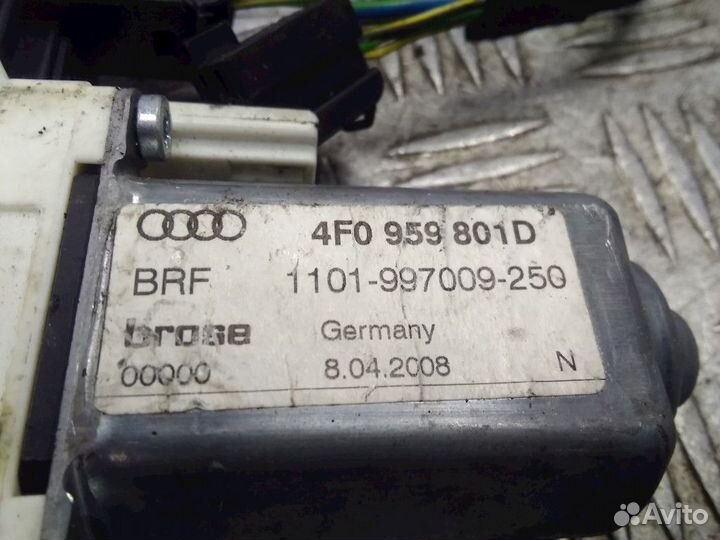 4F0 959 801D
BRF 1101-997009-250
brose Germany
00000 8.04.2008 N
Avito